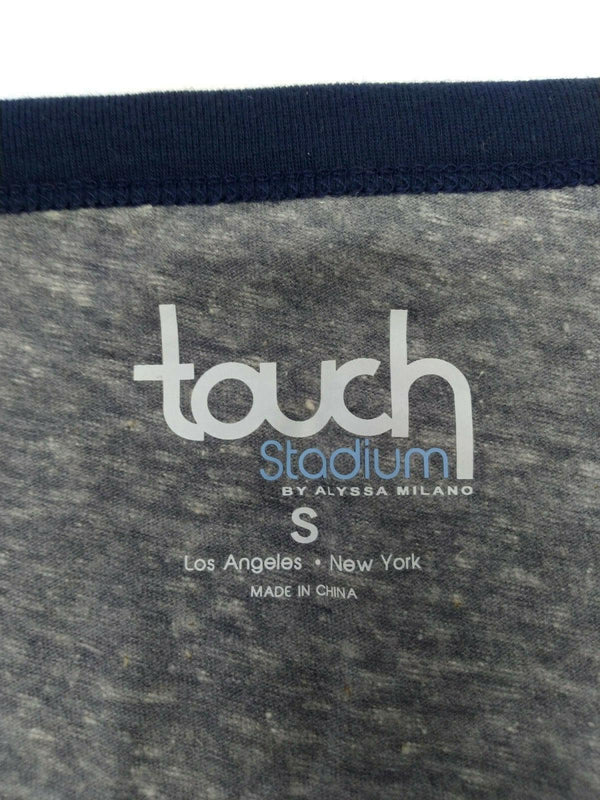 touch
Stadium
BY ALYSSA MILANO
S
Los Angeles • New York
MADE IN CHINA